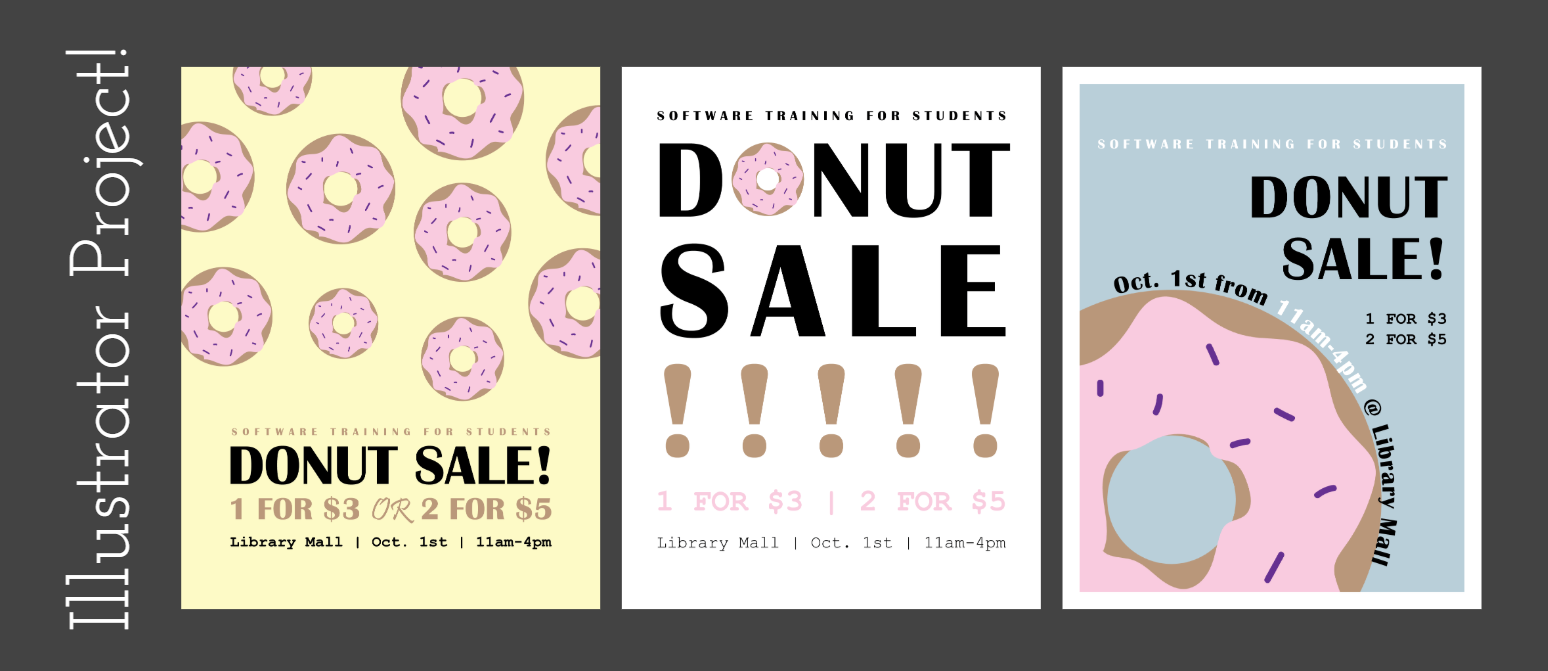 Illustrator Project!
SOFTWARE TRAINING FOR STUDENTS
DONUT SALE!
1 FOR $3 OR 2 FOR $5
Library Mall | Oct. 1st | 11am-4pm
SOFTWARE TRAINING FOR STUDENTS
DONUT
SALE
!!!!!
1 FOR $3 | 2 FOR $5
Library Mall | Oct. 1st | 11am-4pm
SOFTWARE TRAINING FOR STUDENTS
DONUT
SALE!
Oct. 1st from 11am-4pm @ Library Mall
1 FOR $3
2 FOR $5